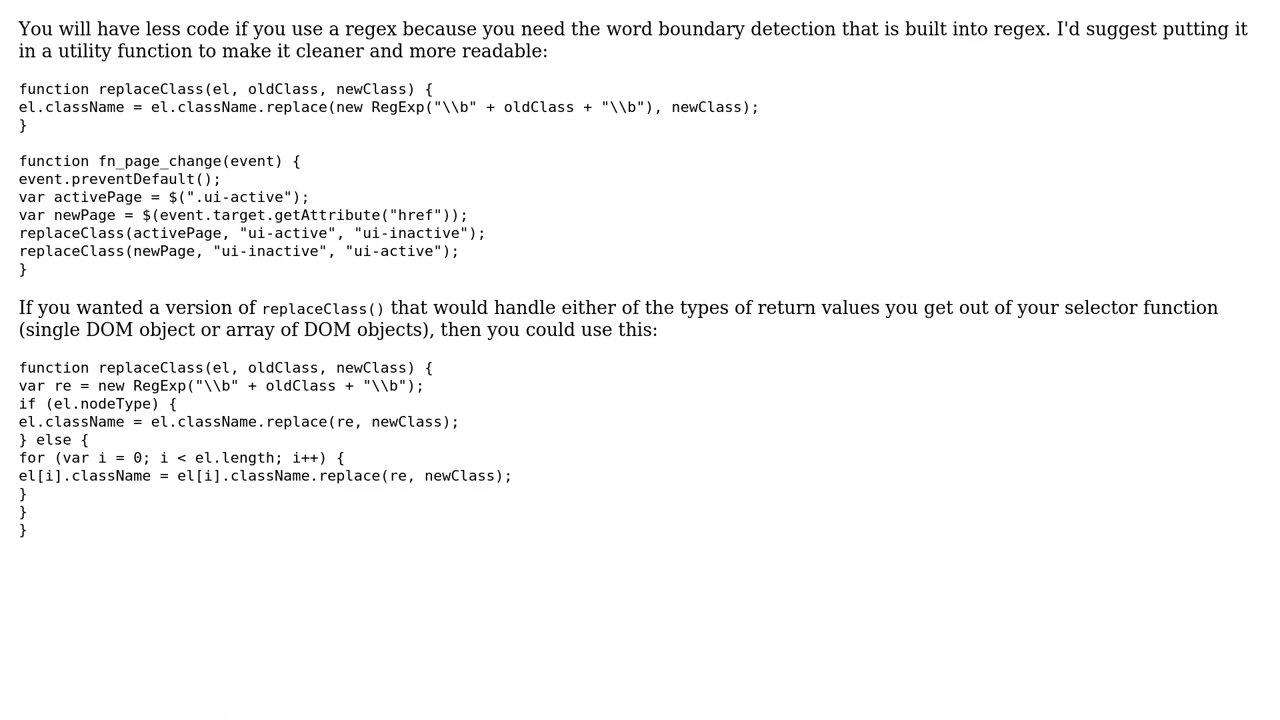 You will have less code if you use a regex because you need the word boundary detection that is built into regex. I'd suggest putting it
in a utility function to make it cleaner and more readable:
function replaceClass(el, oldClass, newClass) {
el.className = el.className.replace(new RegExp("\\b" + oldClass + "\\b"), newClass);
}
function fn_page_change(event) {
event.preventDefault();
var activePage = $(".ui-active");
var newPage = $(event.target.getAttribute("href"));
replaceClass(activePage, "ui-active", "ui-inactive");
replaceClass(newPage, "ui-inactive", "ui-active");
}
If you wanted a version of replaceClass() that would handle either of the types of return values you get out of your selector function
(single DOM object or array of DOM objects), then you could use this:
function replaceClass(el, oldClass, newClass) {
var re = new RegExp("\\b" + oldClass + "\\b");
if (el.nodeType) {
el.className = el.className.replace(re, newClass);
} else {
for (var i = 0; i < el.length; i++) {
el[i].className = el[i].className.replace(re, newClass);
}
}
}